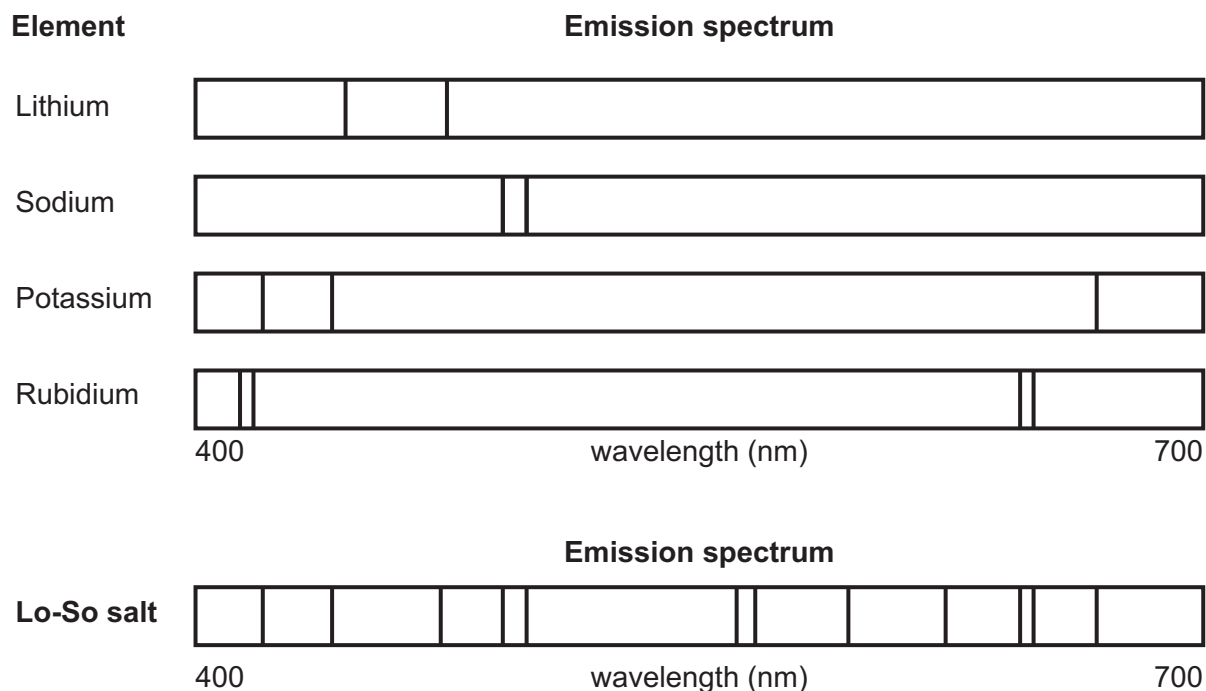 Element Emission spectrum
Lithium
Sodium
Potassium
Rubidium
400 wavelength (nm) 700
Emission spectrum
Lo-So salt
400 wavelength (nm) 700